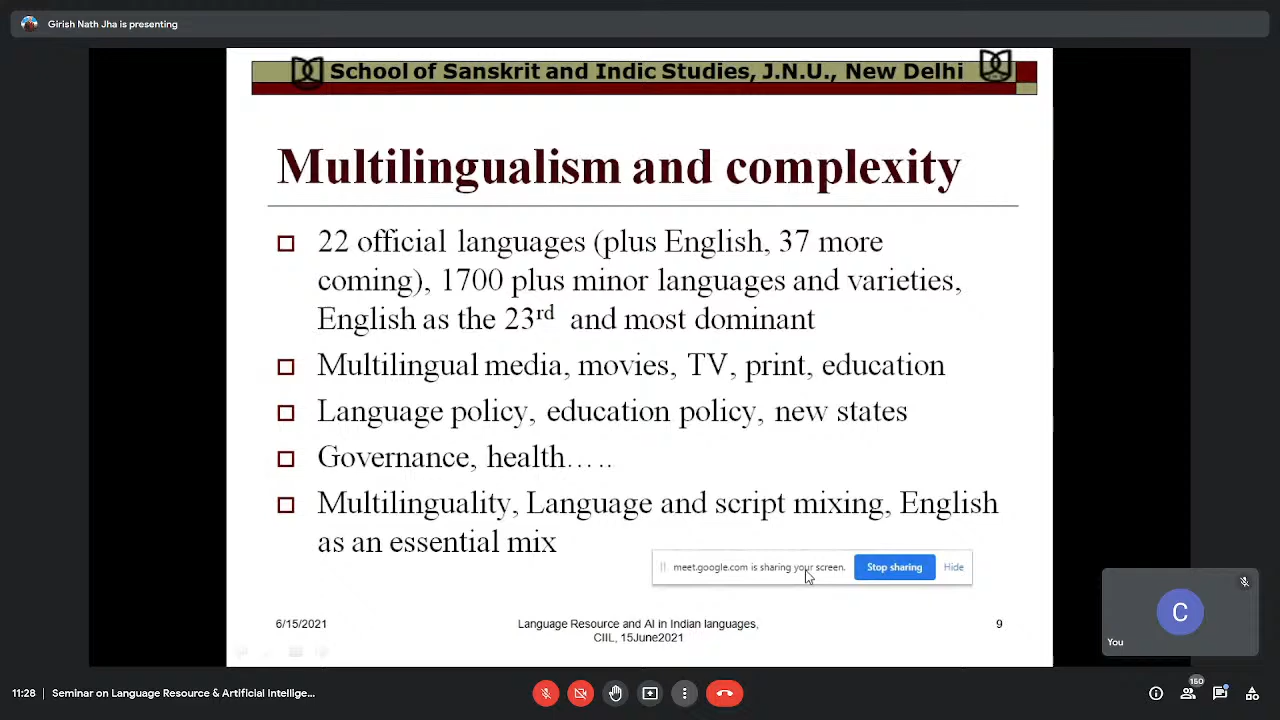 Girish Nath Jha is presenting
School of Sanskrit and Indic Studies, J.N.U., New Delhi
Multilingualism and complexity
22 official languages (plus English, 37 more
coming), 1700 plus minor languages and varieties,
English as the 23rd and most dominant
Multilingual media, movies, TV, print, education
Language policy, education policy, new states
Governance, health…..
Multilinguality, Language and script mixing, English
as an essential mix
meet.google.com is sharing your screen. Stop sharing Hide
6/15/2021
Language Resource and AI in Indian languages,
CIIL, 15June2021
9
C
You
11:28 | Seminar on Language Resource & Artificial Intellige...
150